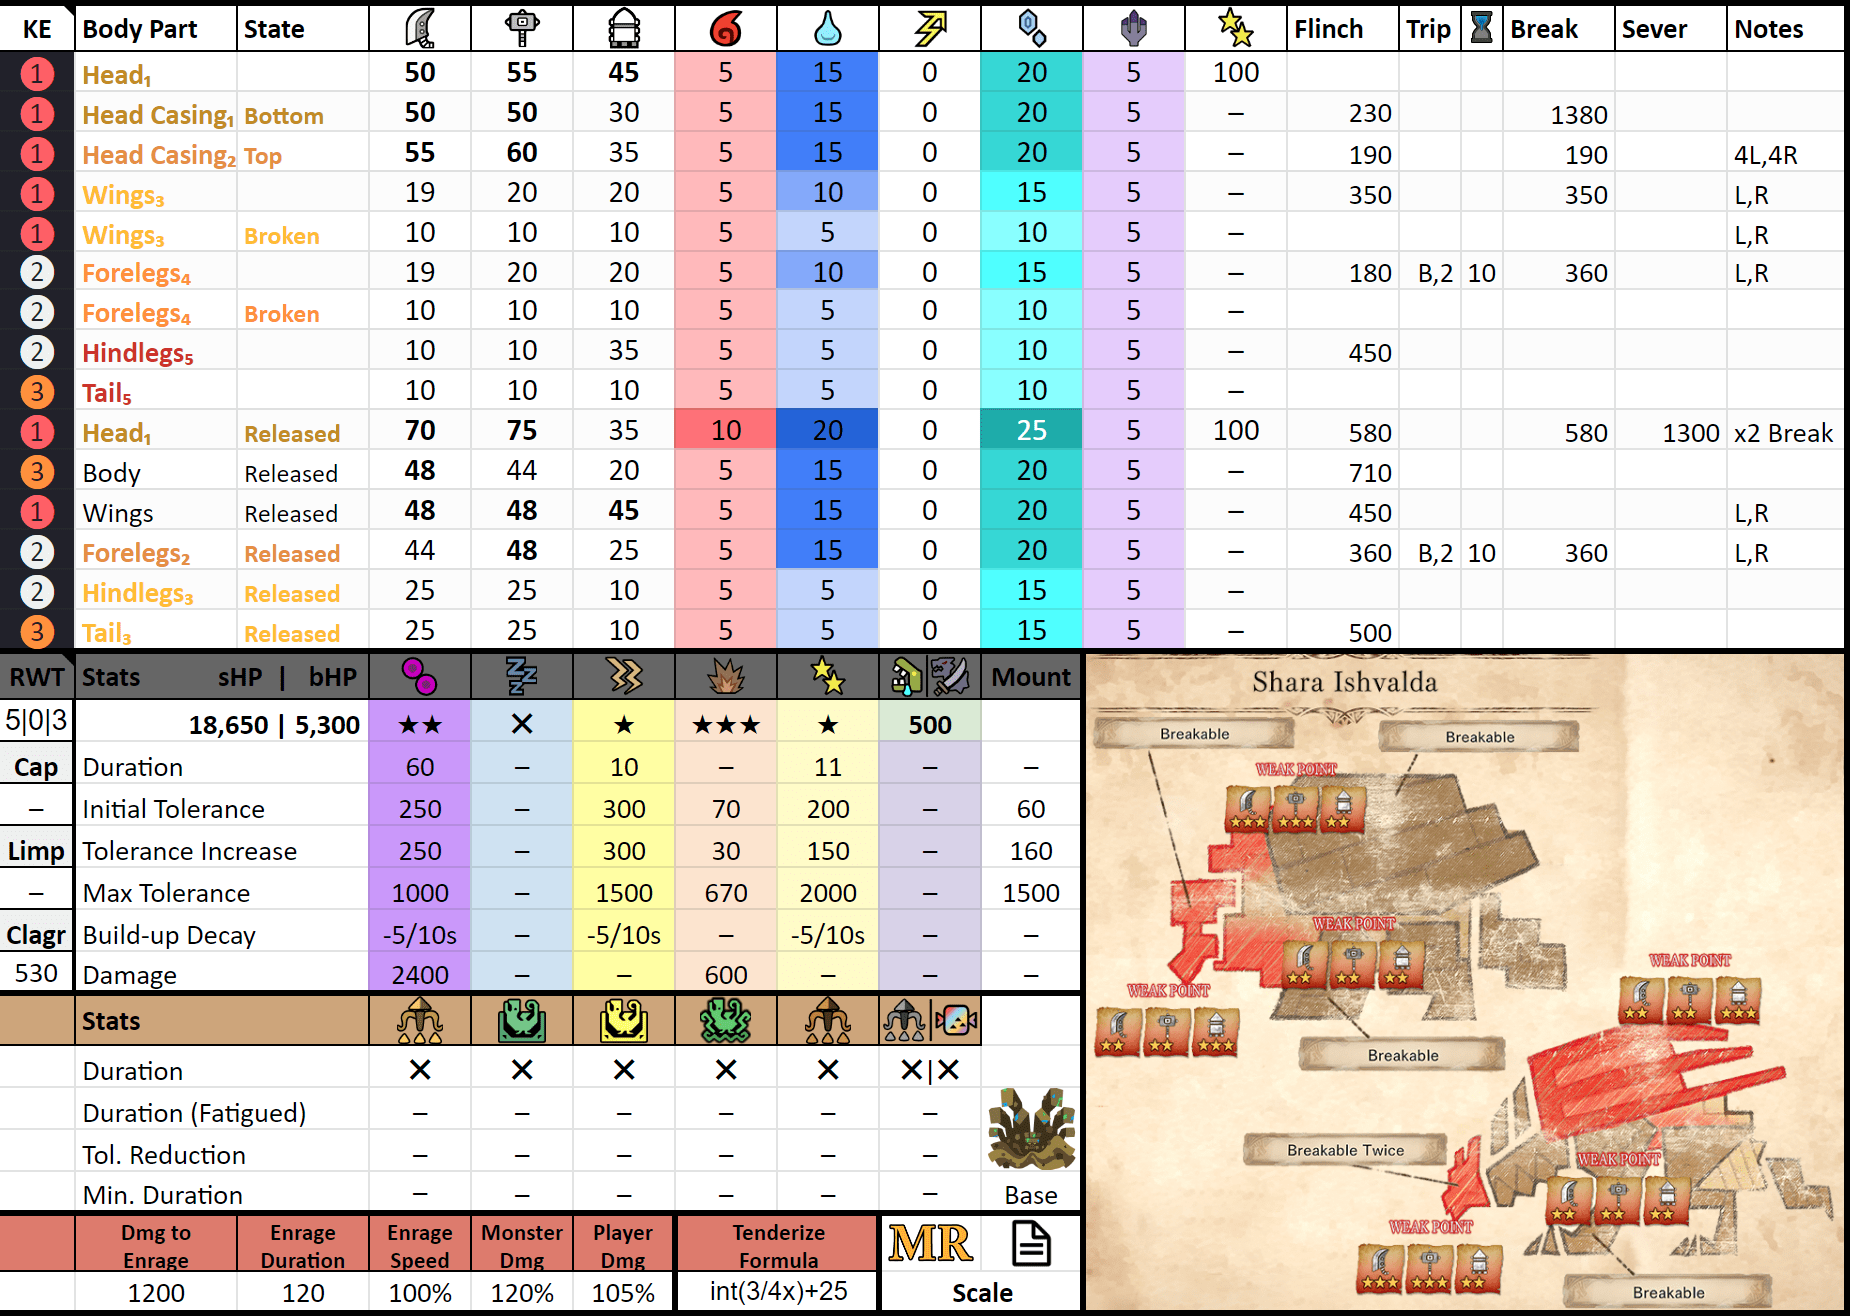 KE Body Part State Flinch Trip Break Sever Notes
1 Head₁ 50 55 45 5 15 0 20 5 100
1 Head Casing₁ Bottom 50 50 30 5 15 0 20 5 – 230 1380
1 Head Casing₂ Top 55 60 35 5 15 0 20 5 – 190 190 4L,4R
1 Wings₃ 19 20 20 5 10 0 15 5 – 350 350 L,R
1 Wings₃ Broken 10 10 10 5 5 0 10 5 – L,R
2 Forelegs₄ 19 20 20 5 10 0 15 5 – 180 B,2 10 360 L,R
2 Forelegs₄ Broken 10 10 10 5 5 0 10 5 –
2 Hindlegs₅ 10 10 35 5 5 0 10 5 – 450
3 Tail₅ 10 10 10 5 5 0 10 5 –
1 Head₁ Released 70 75 35 10 20 0 25 5 100 580 580 1300 x2 Break
3 Body Released 48 44 20 5 15 0 20 5 – 710
1 Wings Released 48 48 45 5 15 0 20 5 – 450 L,R
2 Forelegs₂ Released 44 48 25 5 15 0 20 5 – 360 B,2 10 360 L,R
2 Hindlegs₃ Released 25 25 10 5 5 0 15 5 –
3 Tail₃ Released 25 25 10 5 5 0 15 5 – 500
RWT Stats sHP | bHP Mount
5|0|3 18,650 | 5,300 ★★ ✕ ★ ★★★ ★ 500
Cap Duration 60 – 10 – 11 – –
– Initial Tolerance 250 – 300 70 200 – 60
Limp Tolerance Increase 250 – 300 30 150 – 160
– Max Tolerance 1000 – 1500 670 2000 – 1500
Clagr Build-up Decay -5/10s – -5/10s – -5/10s – –
530 Damage 2400 – – 600 – – –
Stats
Duration ✕ ✕ ✕ ✕ ✕ ✕|✕
Duration (Fatigued) – – – – – –
Tol. Reduction – – – – – –
Min. Duration – – – – – – Base
Dmg to Enrage Enrage Duration Enrage Speed Monster Dmg Player Dmg Tenderize Formula MR
1200 120 100% 120% 105% int(3/4x)+25 Scale
Shara Ishvalda
Breakable
Breakable
WEAK POINT
★★★ ★★★ ★★
WEAK POINT
★★ ★★ ★★
WEAK POINT
★★ ★★ ★★★
WEAK POINT
★★ ★★ ★★★
Breakable
Breakable Twice
WEAK POINT
★★ ★★ ★★
WEAK POINT
★★★ ★★★ ★★
Breakable